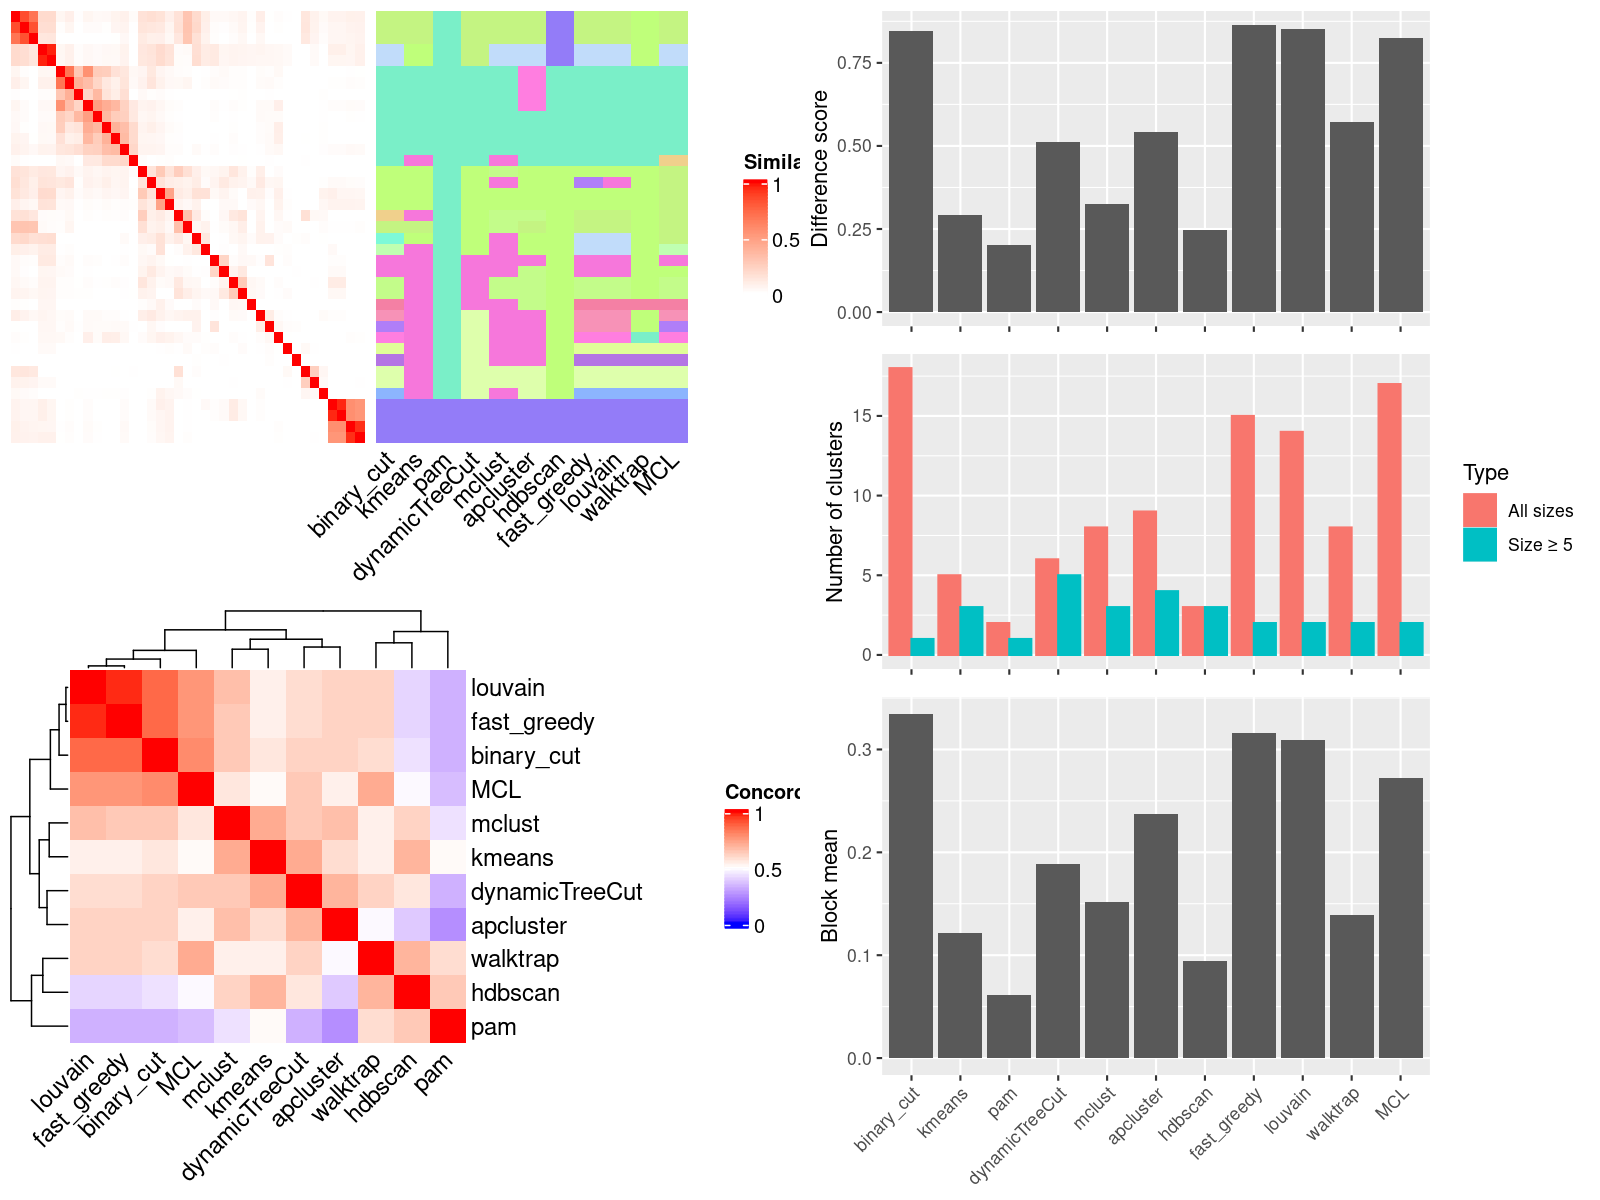 Simila
1
0.5
0
binary_cut
kmeans
pam
dynamicTreeCut
mclust
apcluster
hdbscan
fast_greedy
louvain
walktrap
MCL
louvain
fast_greedy
binary_cut
MCL
mclust
kmeans
dynamicTreeCut
apcluster
walktrap
hdbscan
pam
Concord
1
0.5
0
louvain
fast_greedy
binary_cut
MCL
mclust
kmeans
dynamicTreeCut
apcluster
walktrap
hdbscan
pam
Difference score
0.75
0.50
0.25
0.00
Number of clusters
15
10
5
0
Type
All sizes
Size ≥ 5
Block mean
0.3
0.2
0.1
0.0
binary_cut
kmeans
pam
dynamicTreeCut
mclust
apcluster
hdbscan
fast_greedy
louvain
walktrap
MCL